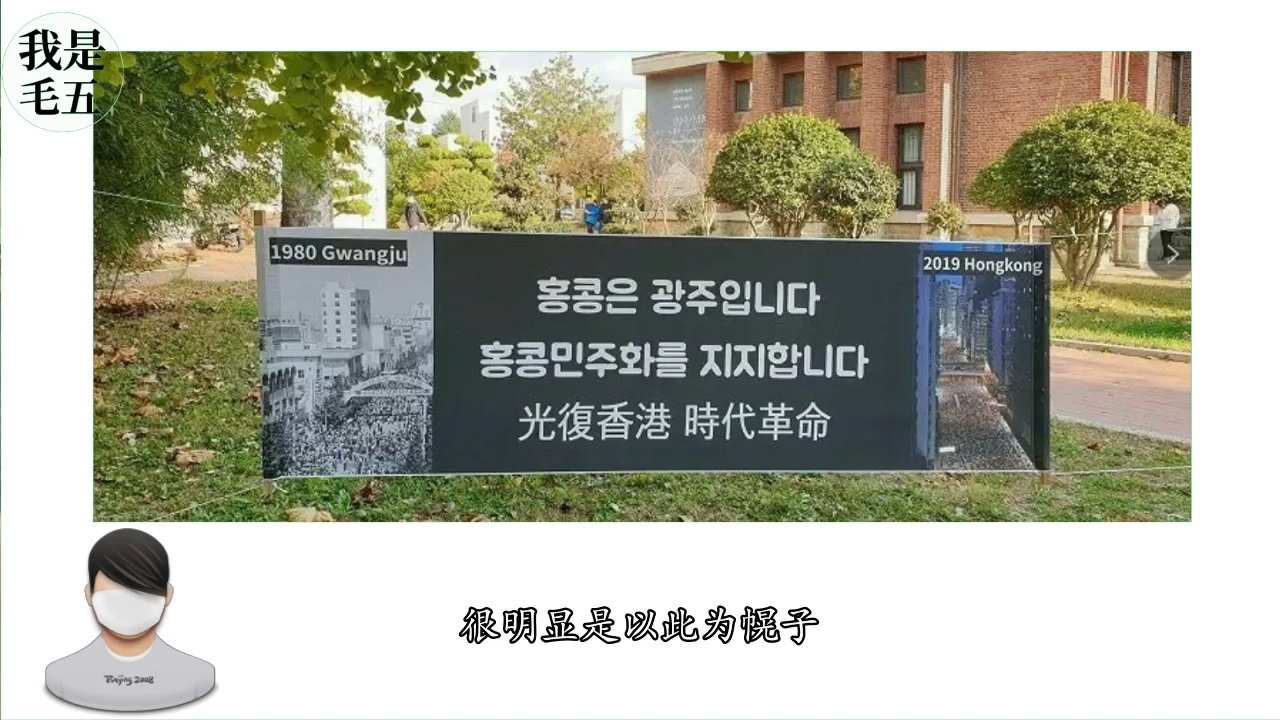 我是
毛五
1980 Gwangju
2019 Hongkong
홍콩은 광주입니다
홍콩민주화를 지지합니다
光復香港 時代革命
很明显是以此为幌子
Beijing 2008